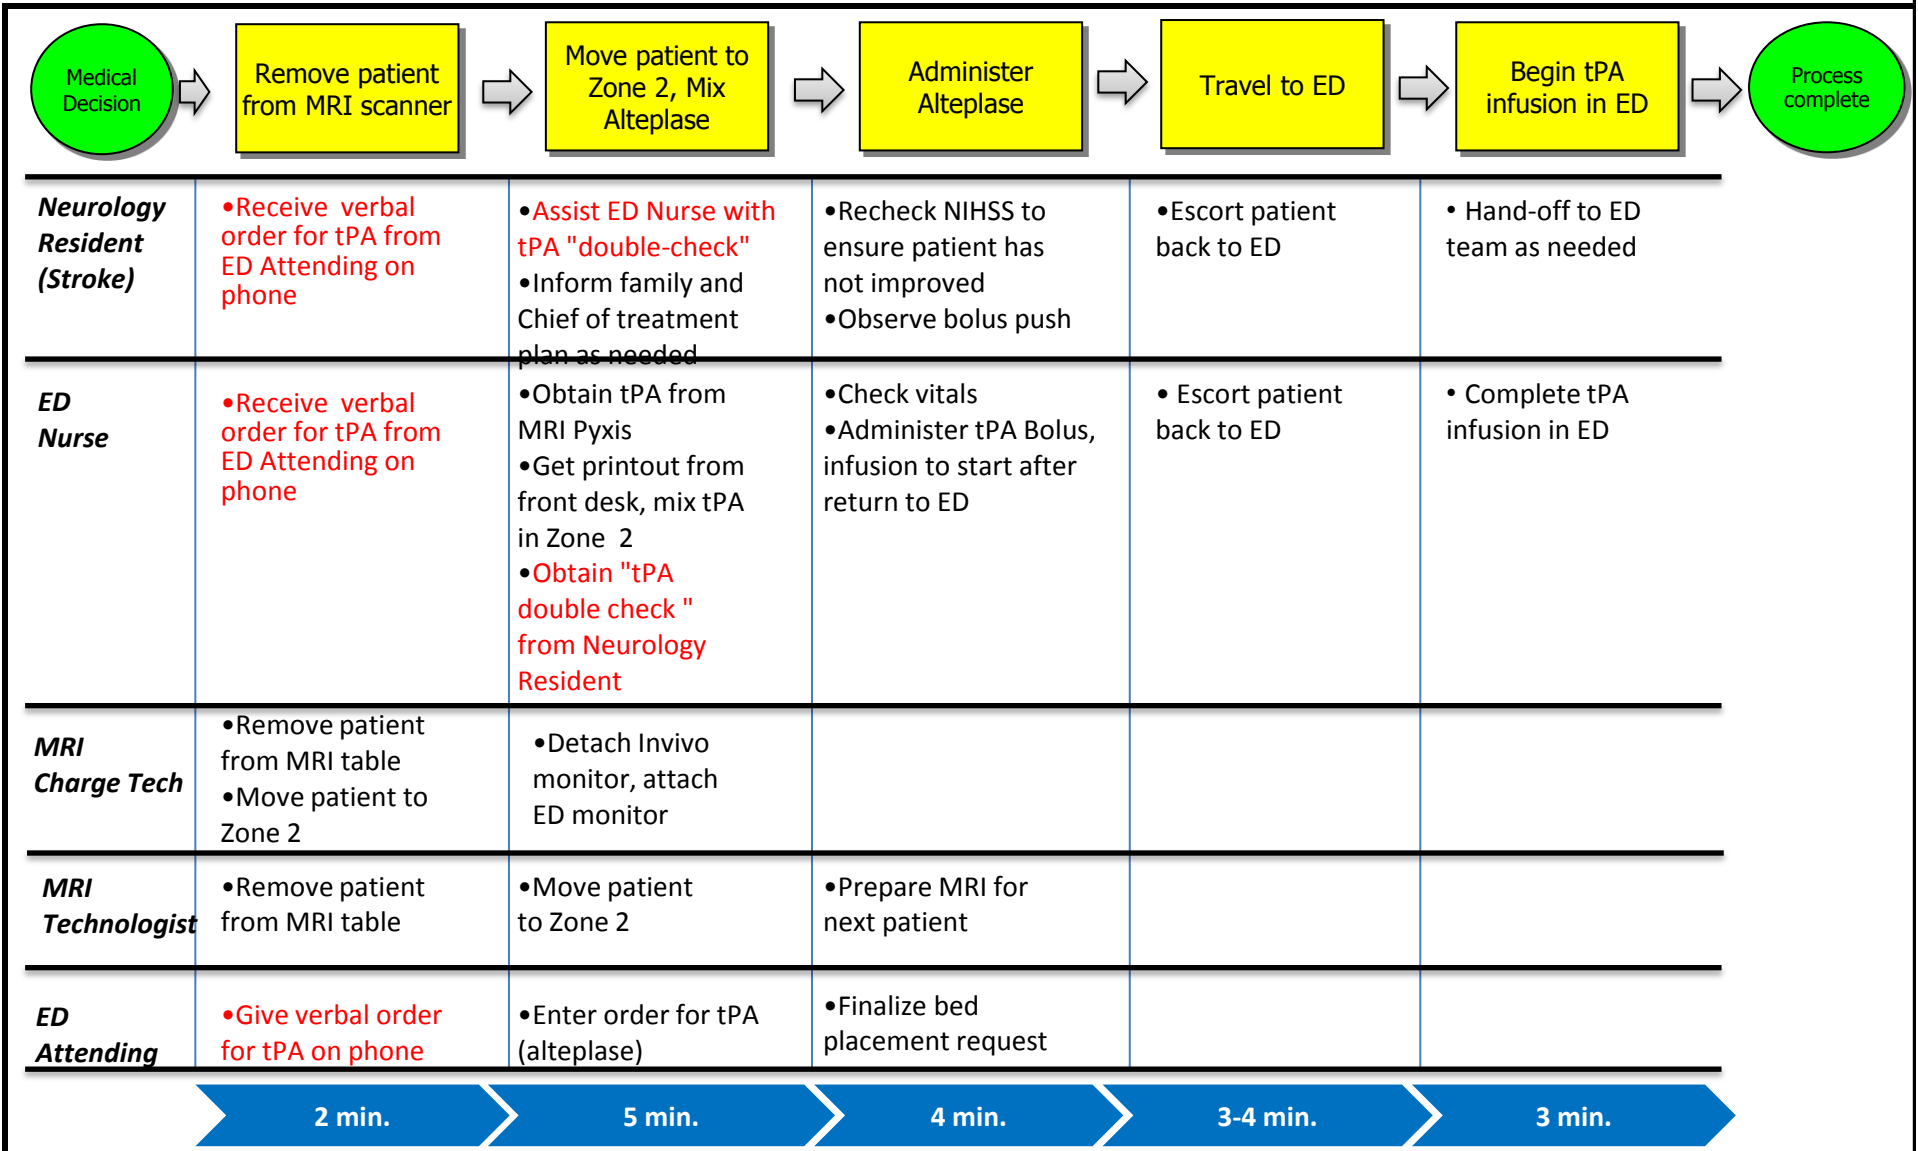 Medical
Decision
Remove patient
from MRI scanner
Move patient to
Zone 2, Mix
Alteplase
Administer
Alteplase
Travel to ED
Begin tPA
infusion in ED
Process
complete
Neurology
Resident
(Stroke)
•Receive verbal
order for tPA from
ED Attending on
phone
•Assist ED Nurse with
tPA "double-check"
•Inform family and
Chief of treatment
plan as needed
•Recheck NIHSS to
ensure patient has
not improved
•Observe bolus push
•Escort patient
back to ED
• Hand-off to ED
team as needed
ED
Nurse
•Receive verbal
order for tPA from
ED Attending on
phone
•Obtain tPA from
MRI Pyxis
•Get printout from
front desk, mix tPA
in Zone 2
•Obtain "tPA
double check "
from Neurology
Resident
•Check vitals
•Administer tPA Bolus,
infusion to start after
return to ED
• Escort patient
back to ED
• Complete tPA
infusion in ED
MRI
Charge Tech
•Remove patient
from MRI table
•Move patient to
Zone 2
•Detach Invivo
monitor, attach
ED monitor
MRI
Technologist
•Remove patient
from MRI table
•Move patient
to Zone 2
•Prepare MRI for
next patient
ED
Attending
•Give verbal order
for tPA on phone
•Enter order for tPA
(alteplase)
•Finalize bed
placement request
2 min.
5 min.
4 min.
3-4 min.
3 min.